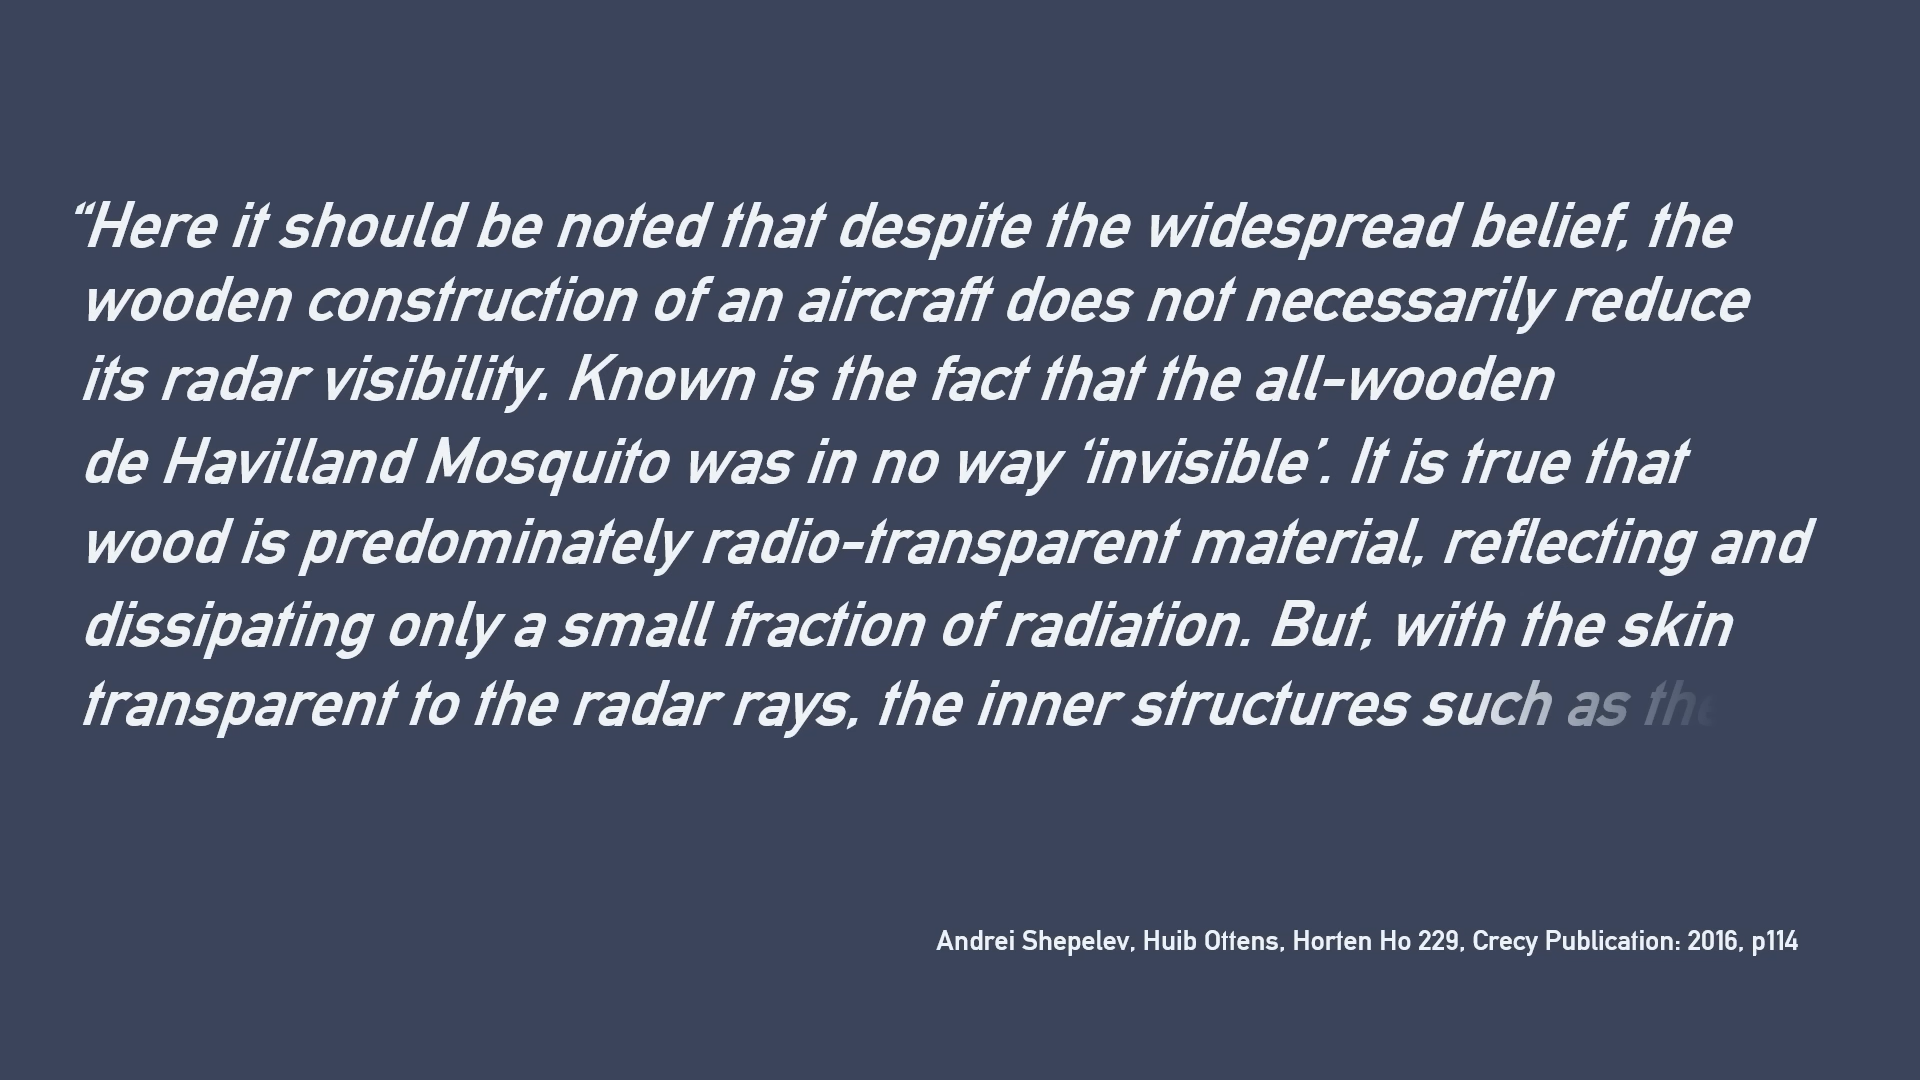 “Here it should be noted that despite the widespread belief, the
wooden construction of an aircraft does not necessarily reduce
its radar visibility. Known is the fact that the all-wooden
de Havilland Mosquito was in no way ‘invisible’. It is true that
wood is predominately radio-transparent material, reflecting and
dissipating only a small fraction of radiation. But, with the skin
transparent to the radar rays, the inner structures such as the
Andrei Shepelev, Huib Ottens, Horten Ho 229, Crecy Publication: 2016, p114